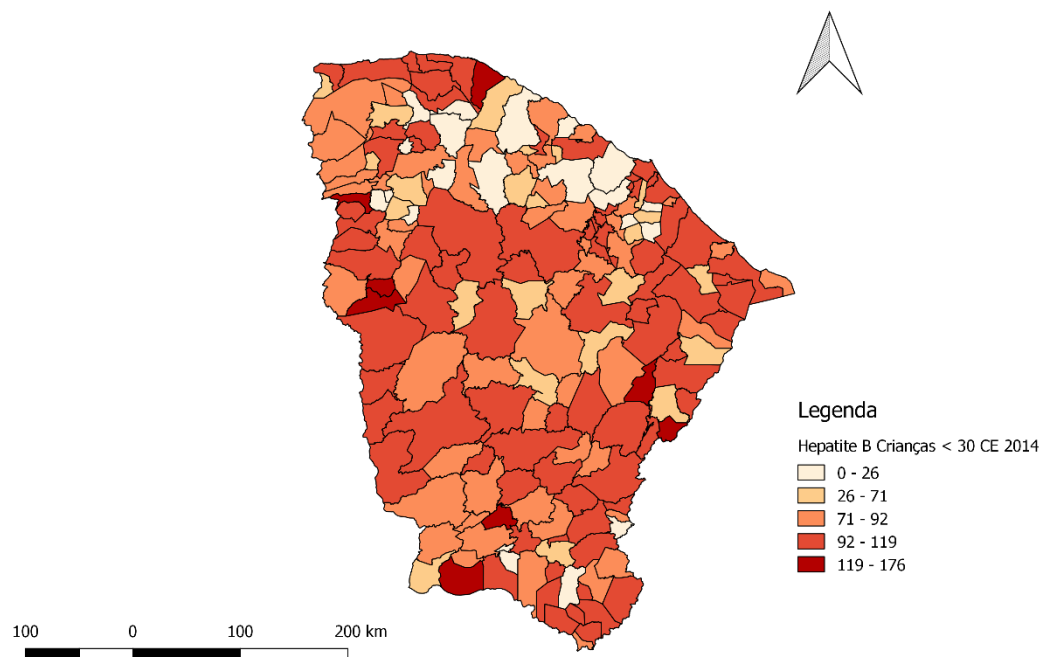 Legenda
Hepatite B Crianças < 30 CE 2014
0 - 26
26 - 71
71 - 92
92 - 119
119 - 176
100 0 100 200 km